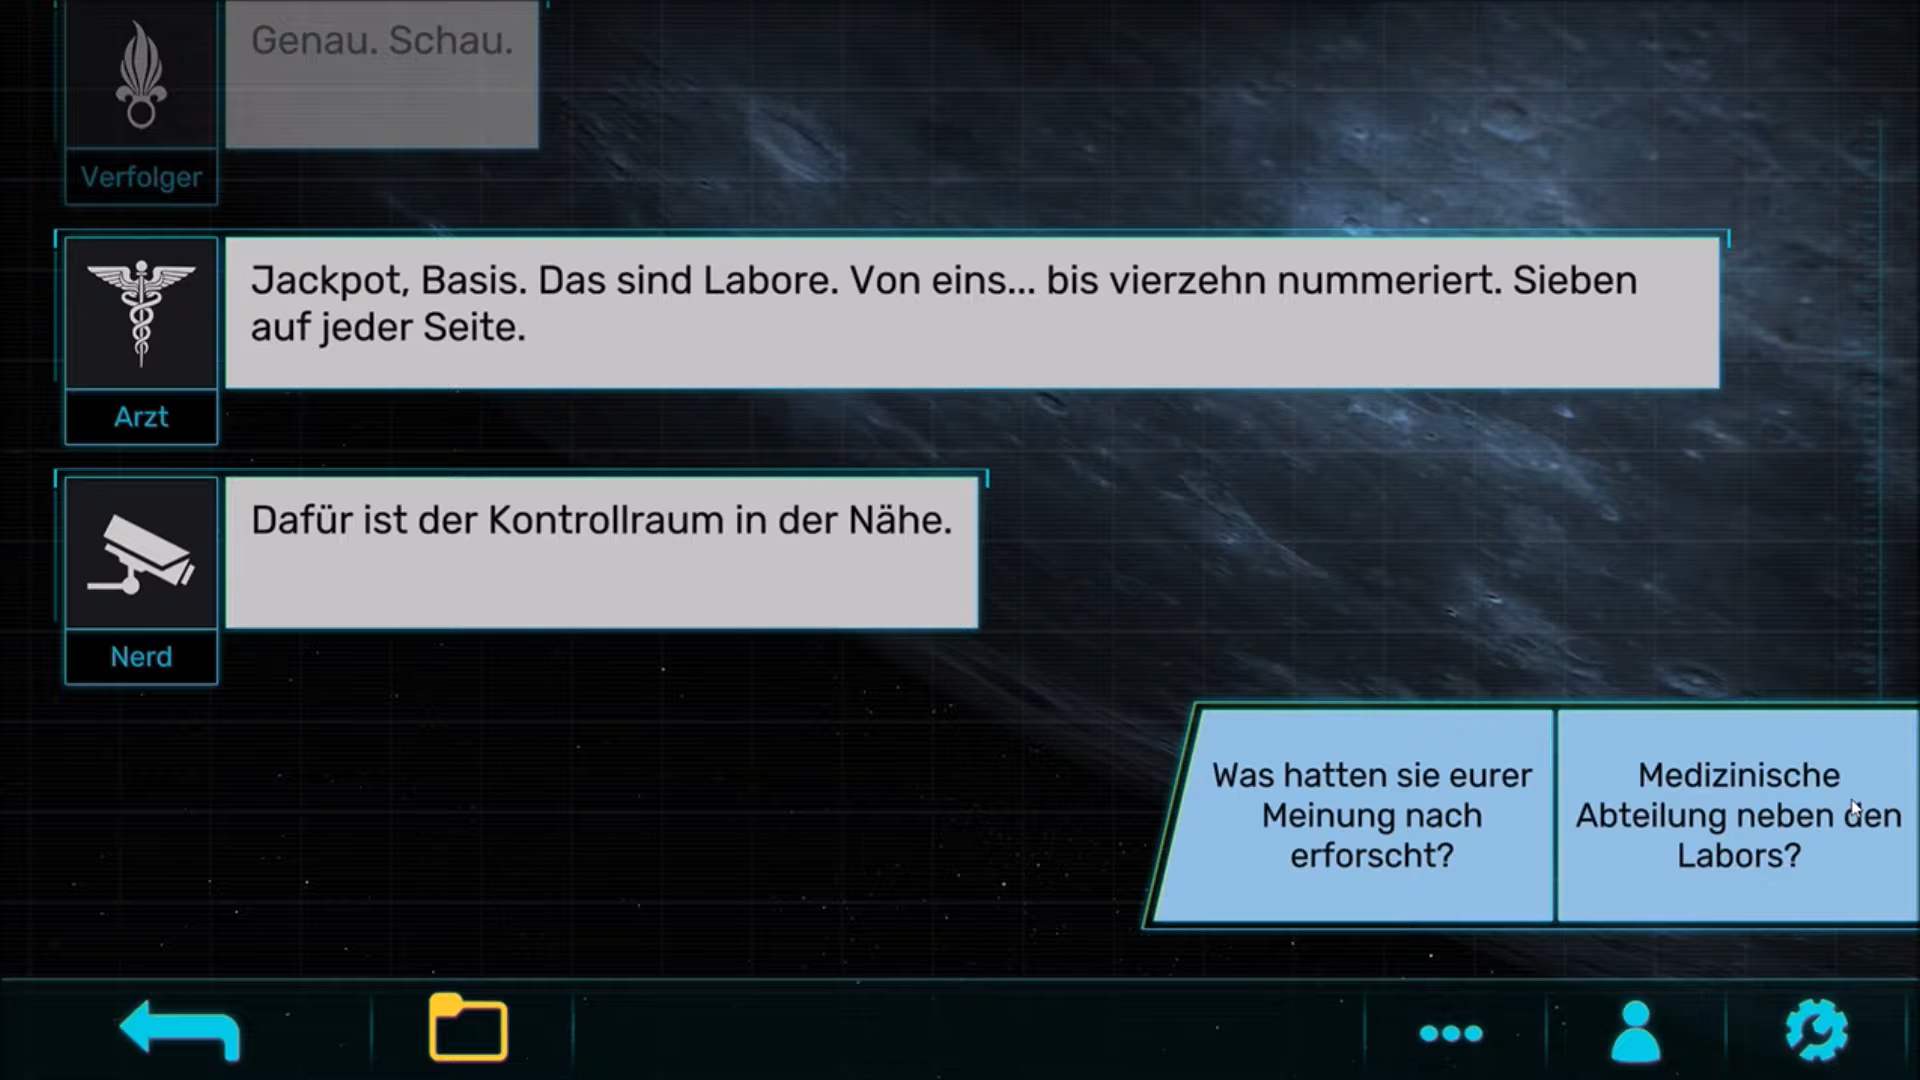 Genau. Schau.
Verfolger
Jackpot, Basis. Das sind Labore. Von eins... bis vierzehn nummeriert. Sieben
auf jeder Seite.
Arzt
Dafür ist der Kontrollraum in der Nähe.
Nerd
Was hatten sie eurer
Meinung nach
erforscht?
Medizinische
Abteilung neben den
Labors?